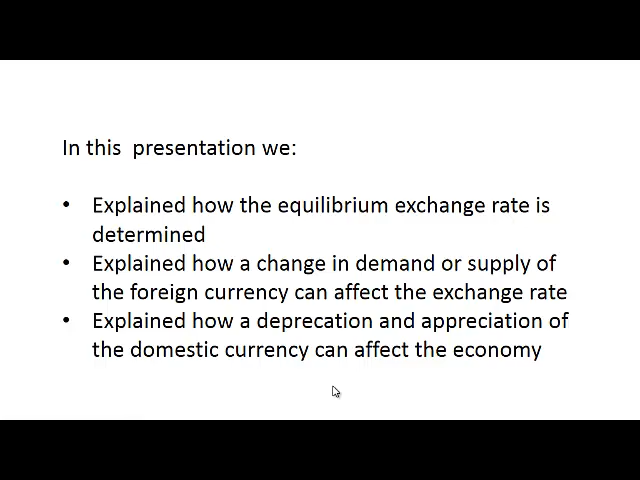 In this  presentation we:
• Explained how the equilibrium exchange rate is
determined
• Explained how a change in demand or supply of
the foreign currency can affect the exchange rate
• Explained how a deprecation and appreciation of
the domestic currency can affect the economy